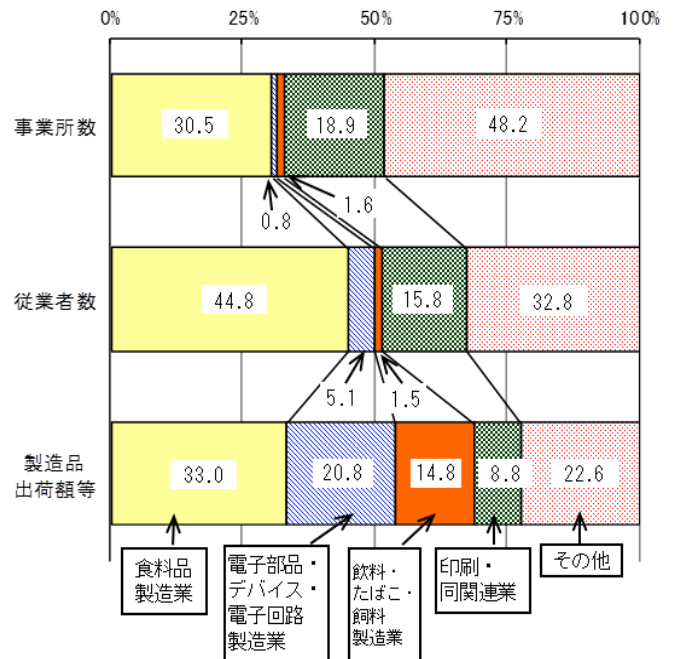 0%
25%
50%
75%
100%
事業所数
30.5
18.9
48.2
0.8
1.6
従業者数
44.8
15.8
32.8
5.1
1.5
製造品
出荷額等
33.0
20.8
14.8
8.8
22.6
食料品
製造業
電子部品・
デバイス・
電子回路
製造業
飲料・
たばこ・
飼料
製造業
印刷・
同関連業
その他